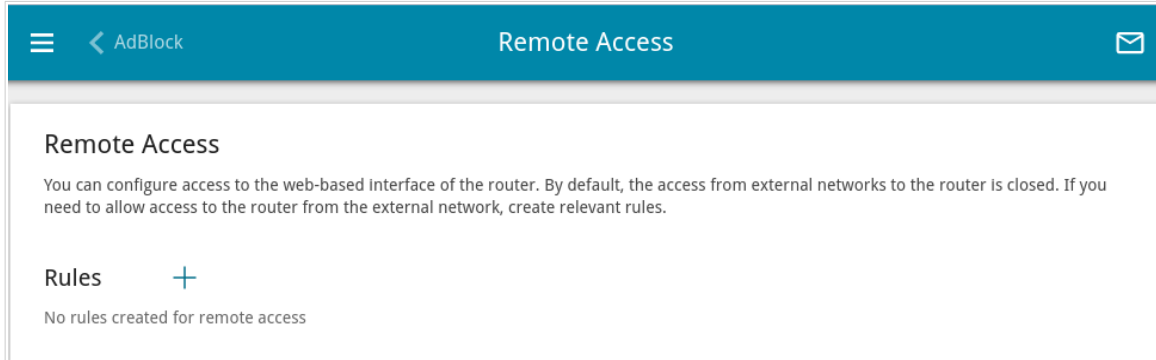 AdBlock
Remote Access
Remote Access
You can configure access to the web-based interface of the router. By default, the access from external networks to the router is closed. If you
need to allow access to the router from the external network, create relevant rules.
Rules
No rules created for remote access